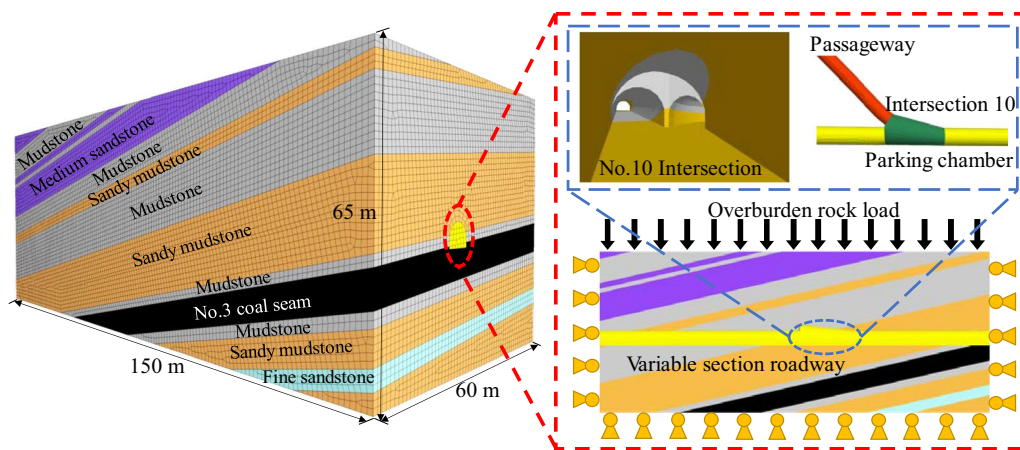 Mudstone
Medium sandstone
Mudstone
Sandy mudstone
Mudstone
Sandy mudstone
Mudstone
No.3 coal seam
Mudstone
Sandy mudstone
Fine sandstone
65 m
150 m
60 m
No.10 Intersection
Passageway
Intersection 10
Parking chamber
Overburden rock load
Variable section roadway